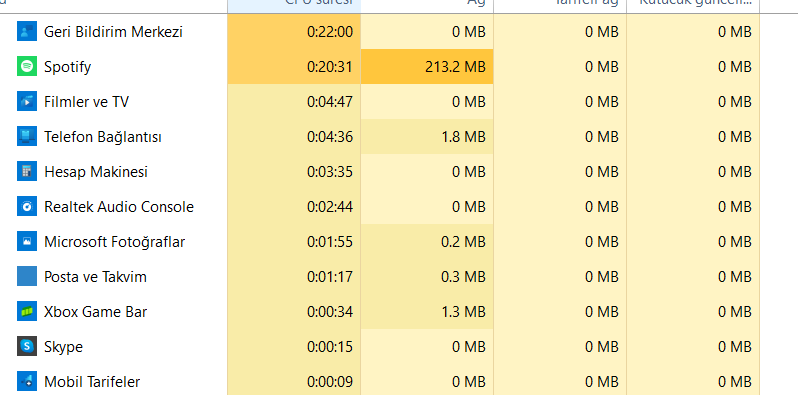 CPU süresi Ağ Tarifeli ağ Kutucuk güncell...
Geri Bildirim Merkezi 0:22:00 0 MB 0 MB 0 MB
Spotify 0:20:31 213.2 MB 0 MB 0 MB
Filmler ve TV 0:04:47 0 MB 0 MB 0 MB
Telefon Bağlantısı 0:04:36 1.8 MB 0 MB 0 MB
Hesap Makinesi 0:03:35 0 MB 0 MB 0 MB
Realtek Audio Console 0:02:44 0 MB 0 MB 0 MB
Microsoft Fotoğraflar 0:01:55 0.2 MB 0 MB 0 MB
Posta ve Takvim 0:01:17 0.3 MB 0 MB 0 MB
Xbox Game Bar 0:00:34 1.3 MB 0 MB 0 MB
Skype 0:00:15 0 MB 0 MB 0 MB
Mobil Tarifeler 0:00:09 0 MB 0 MB 0 MB